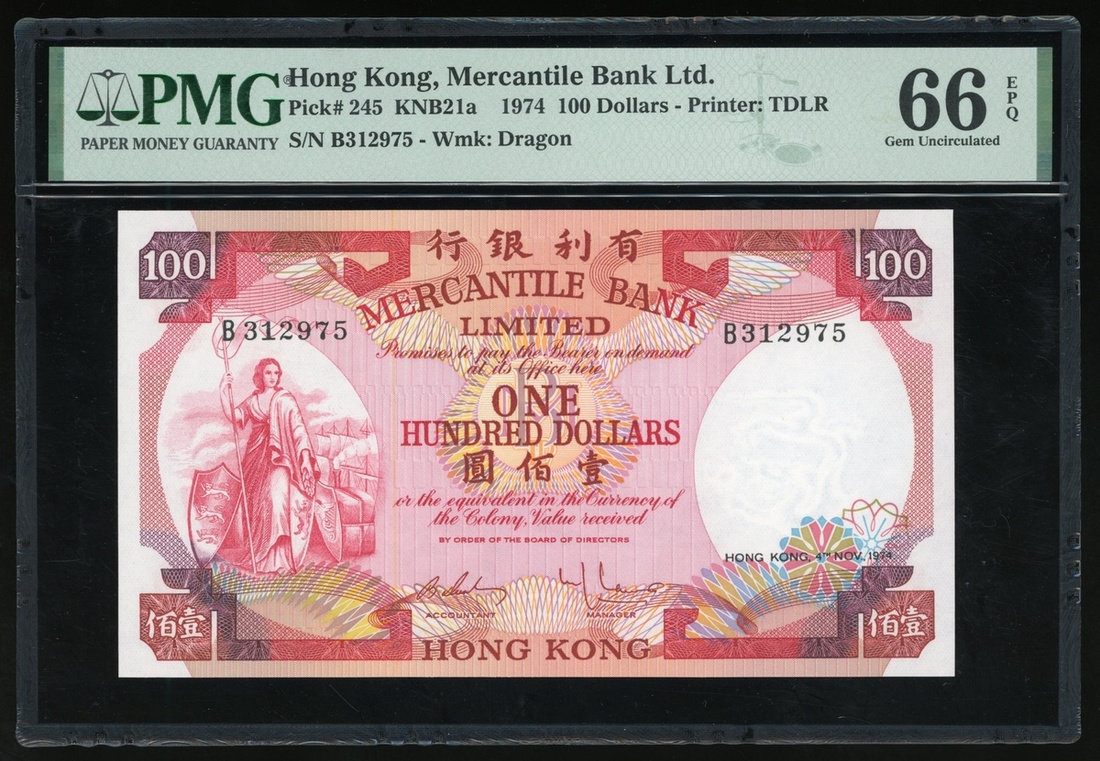 PMG®
PAPER MONEY GUARANTY
Hong Kong, Mercantile Bank Ltd.
Pick# 245 KNB21a 1974 100 Dollars - Printer: TDLR
S/N B312975 - Wmk: Dragon
66 EPQ
Gem Uncirculated
行銀利有
100
100
MERCANTILE BANK
LIMITED
B312975
B312975
Promises to pay the Bearer on demand
at its Office here
ONE
HUNDRED DOLLARS
圓佰壹
or the equivalent in the Currency of
the Colony, Value received
BY ORDER OF THE BOARD OF DIRECTORS
HONG KONG, 4TH NOV. 1974
ACCOUNTANT
MANAGER
佰壹
佰壹
HONG KONG